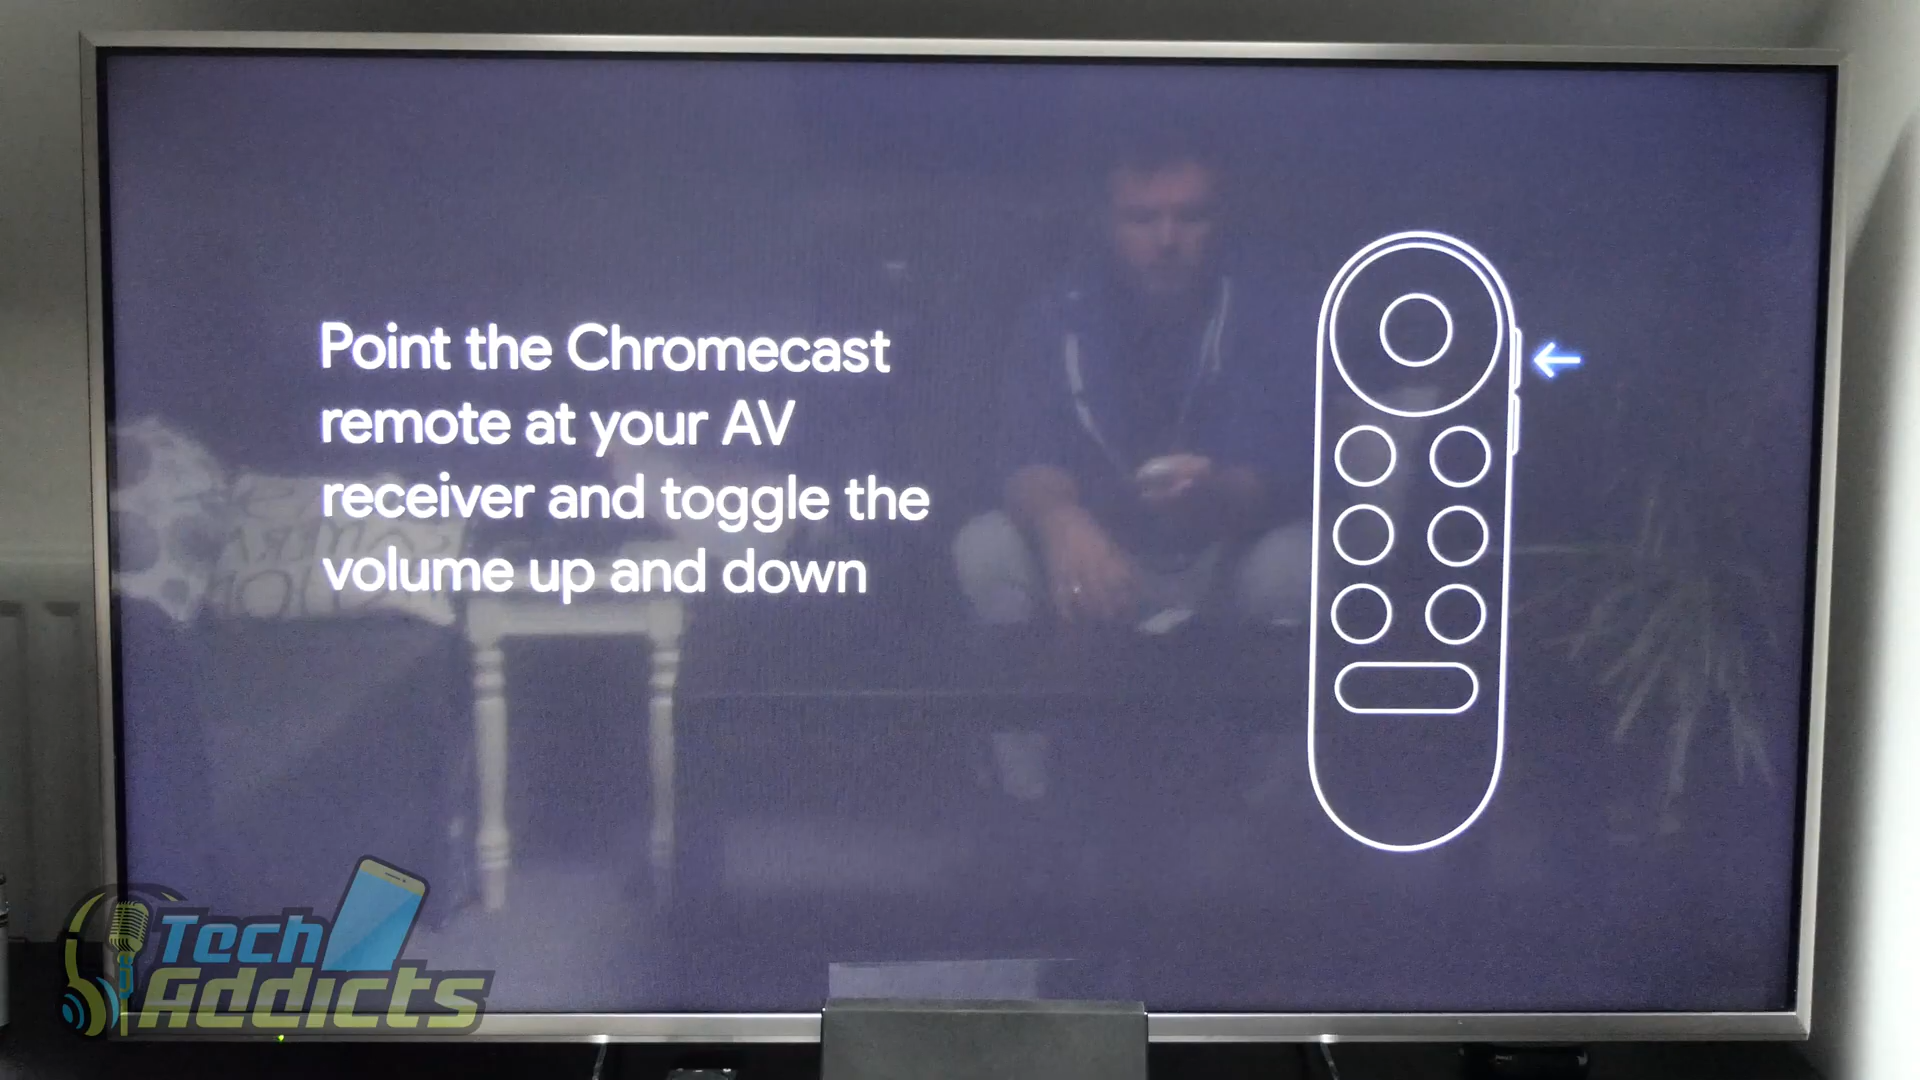 Point the Chromecast
remote at your AV
receiver and toggle the
volume up and down
Tech
Addicts